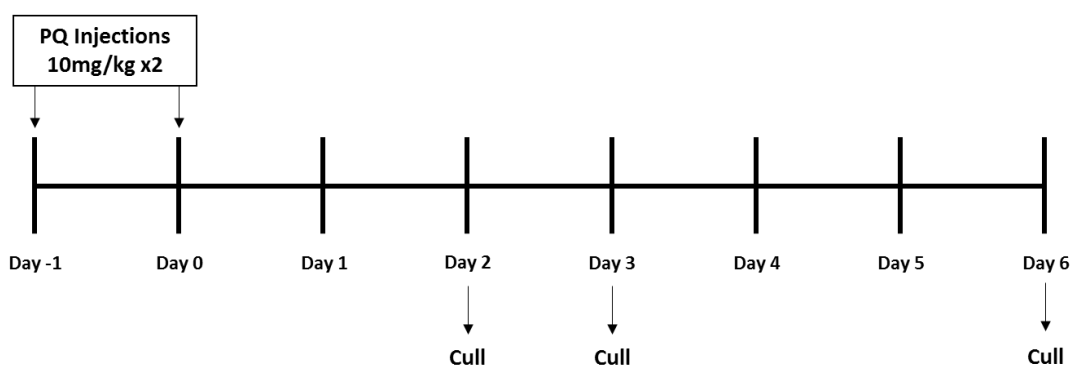 PQ Injections
10mg/kg x2
Day -1 Day 0 Day 1 Day 2 Day 3 Day 4 Day 5 Day 6
Cull Cull Cull